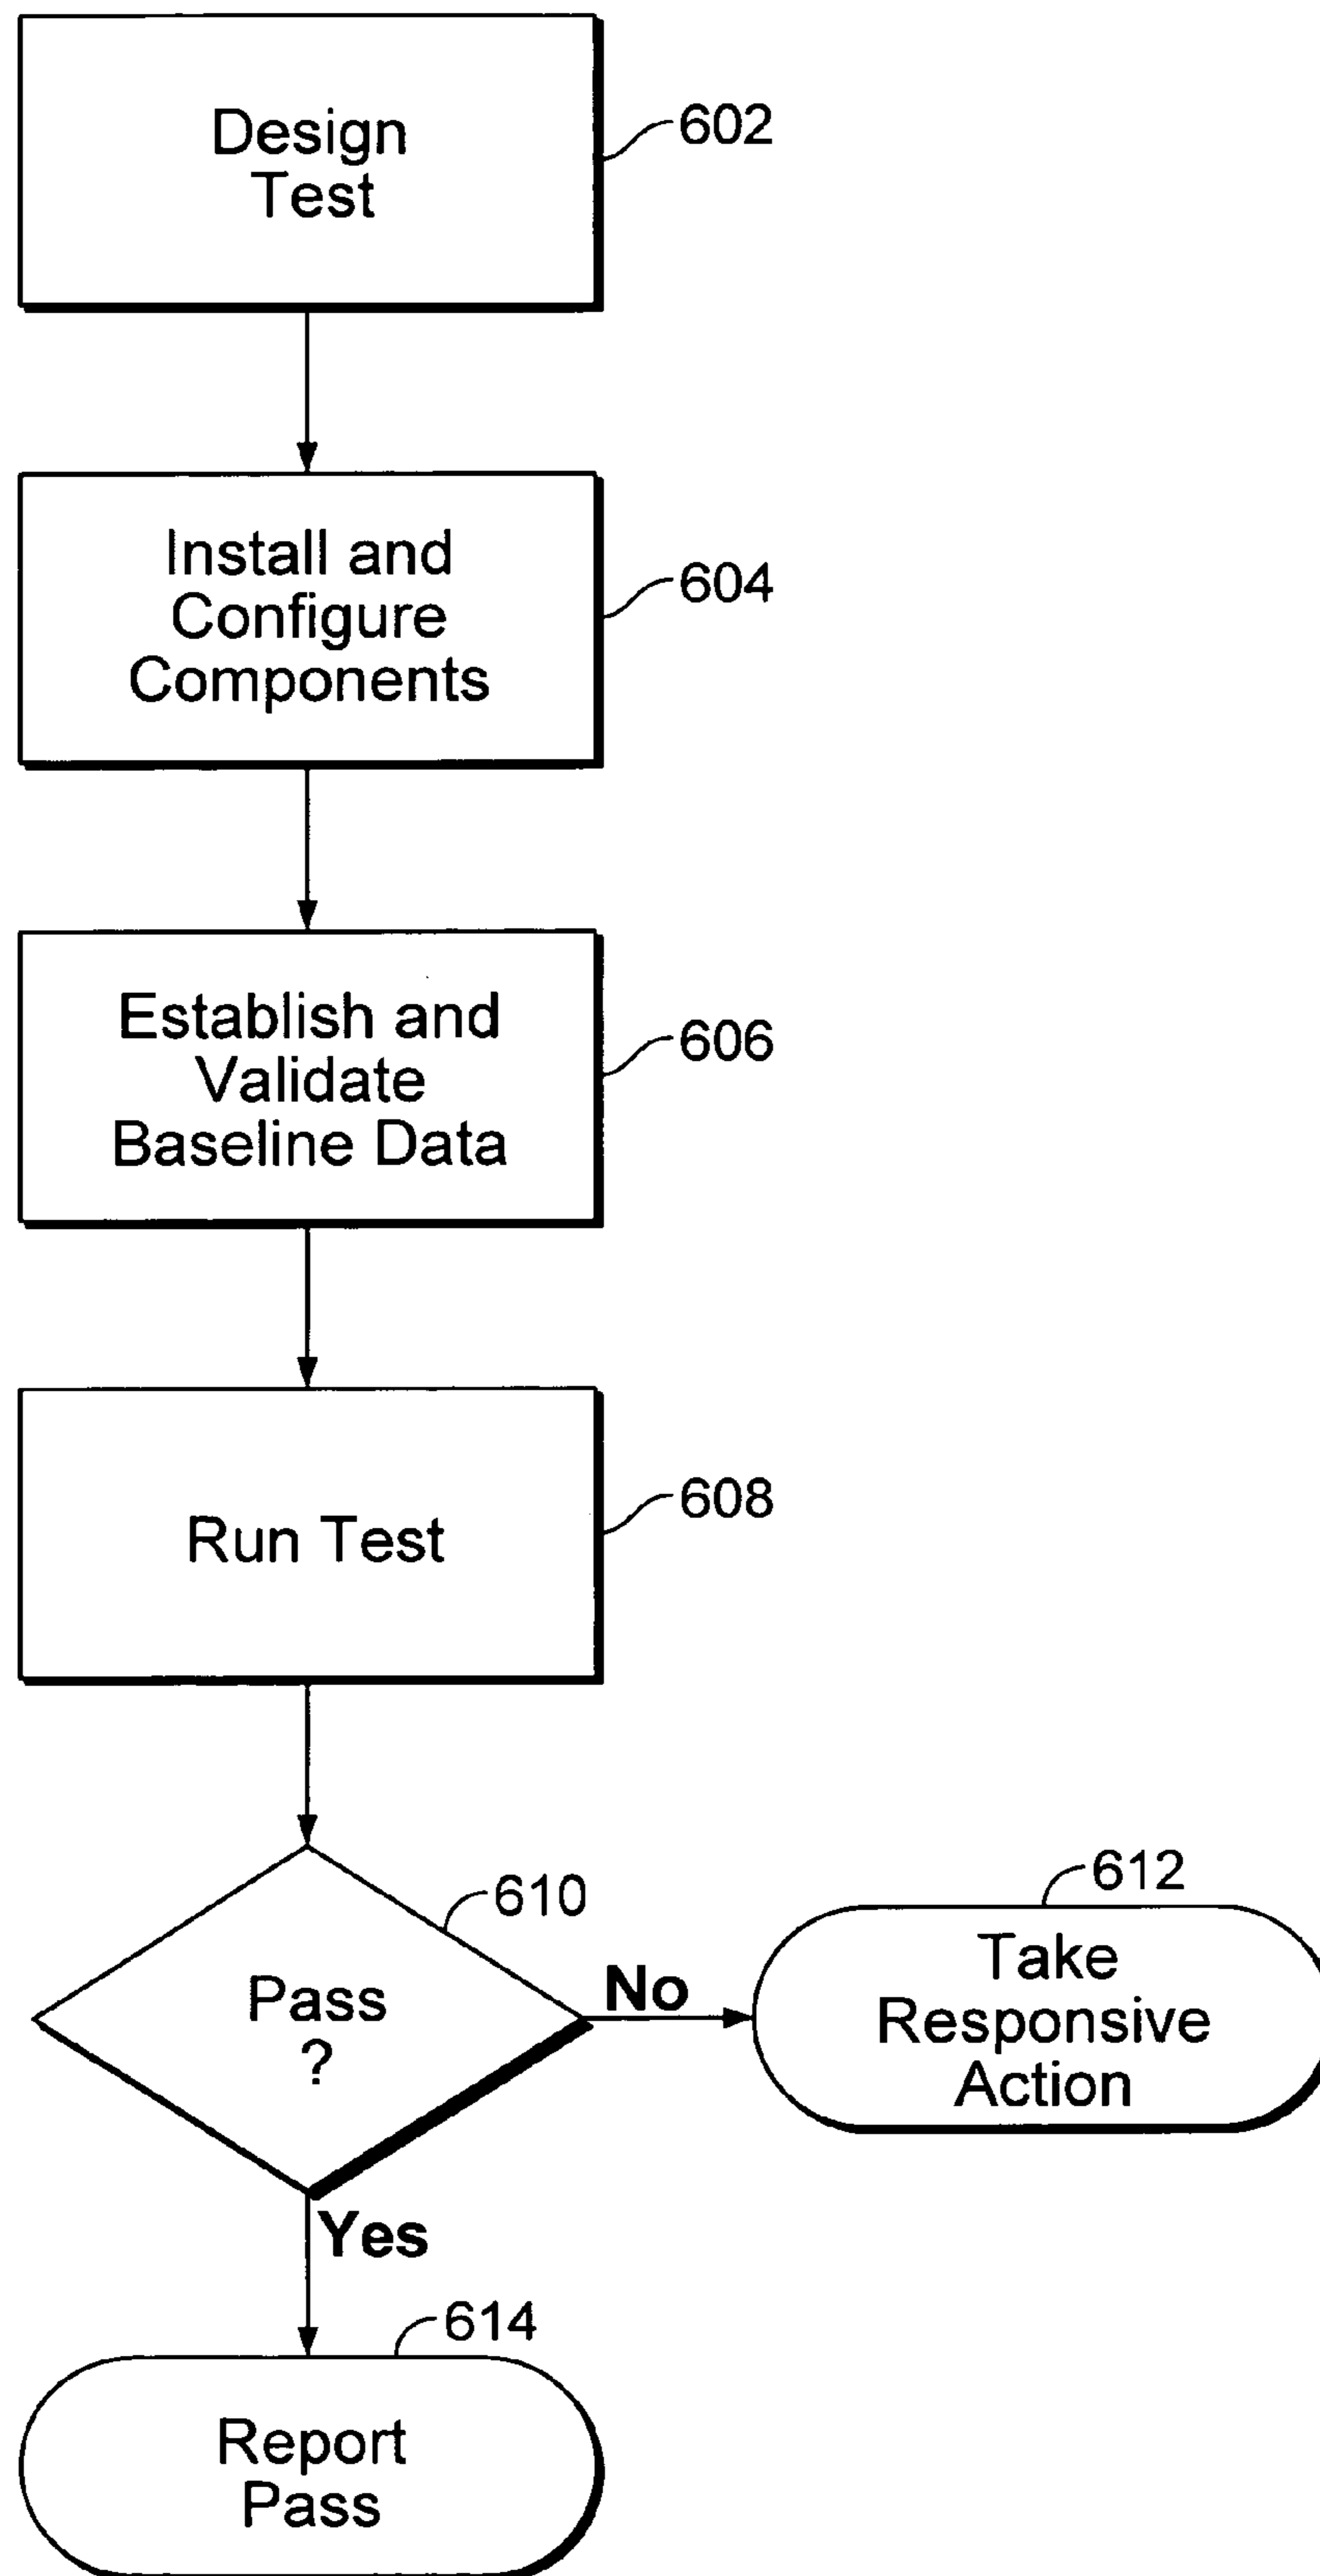 Design
Test
602
Install and
Configure
Components
604
Establish and
Validate
Baseline Data
606
Run Test
608
610
Pass
?
No
612
Take
Responsive
Action
Yes
614
Report
Pass